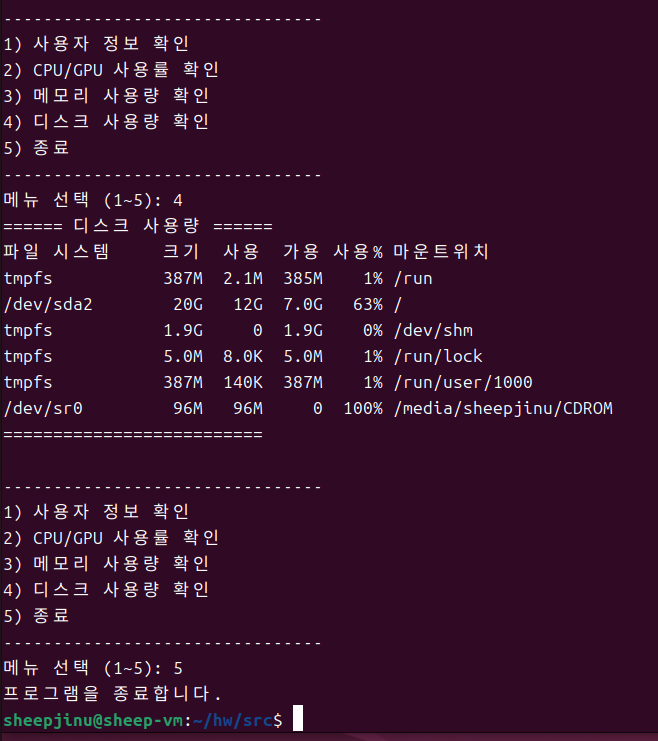 --------------------------------
1) 사용자 정보 확인
2) CPU/GPU 사용률 확인
3) 메모리 사용량 확인
4) 디스크 사용량 확인
5) 종료
--------------------------------
메뉴 선택 (1~5): 4
====== 디스크 사용량 ======
파일 시스템 크기 사용 가용 사용% 마운트위치
tmpfs 387M 2.1M 385M 1% /run
/dev/sda2 20G 12G 7.0G 63% /
tmpfs 1.9G 0 1.9G 0% /dev/shm
tmpfs 5.0M 8.0K 5.0M 1% /run/lock
tmpfs 387M 140K 387M 1% /run/user/1000
/dev/sr0 96M 96M 0 100% /media/sheepjinu/CDROM
==========================
--------------------------------
1) 사용자 정보 확인
2) CPU/GPU 사용률 확인
3) 메모리 사용량 확인
4) 디스크 사용량 확인
5) 종료
--------------------------------
메뉴 선택 (1~5): 5
프로그램을 종료합니다.
sheepjinu@sheep-vm:~/hw/src$